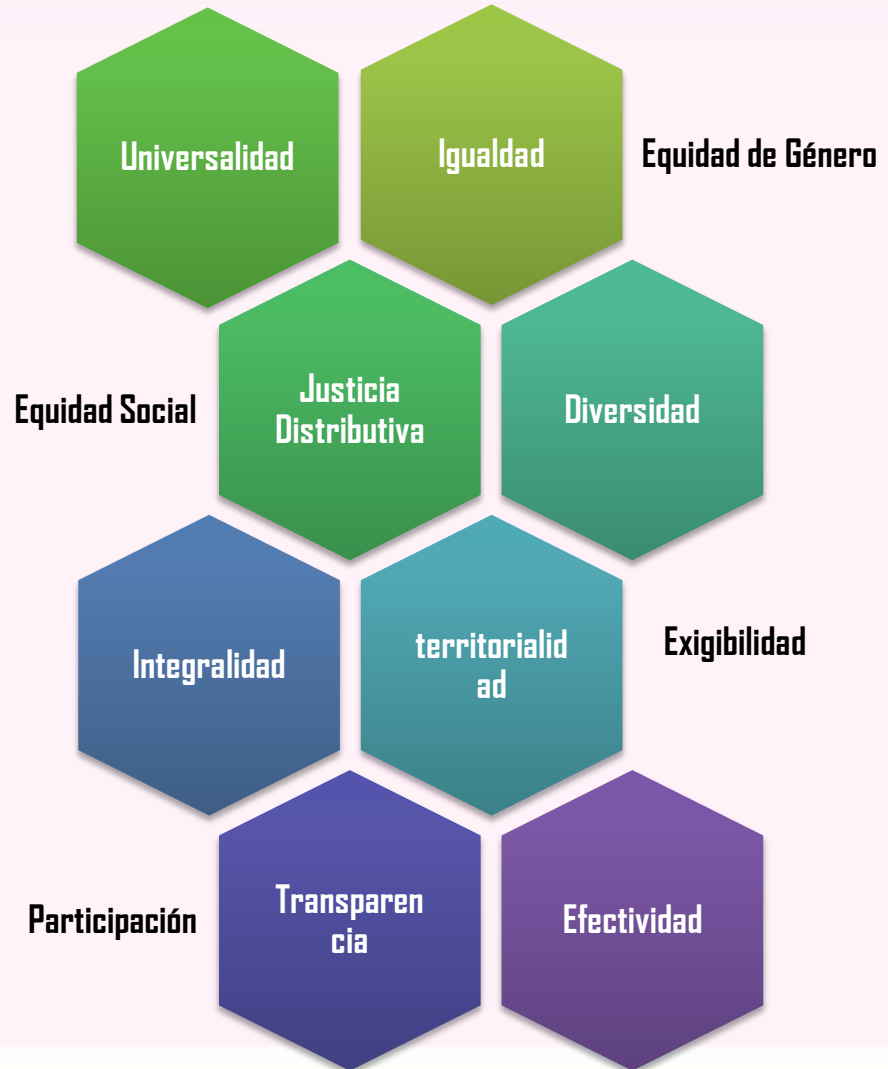 Universalidad
Igualdad
Equidad de Género
Equidad Social
Justicia
Distributiva
Diversidad
Integralidad
territorialid
ad
Exigibilidad
Participación
Transparen
cia
Efectividad